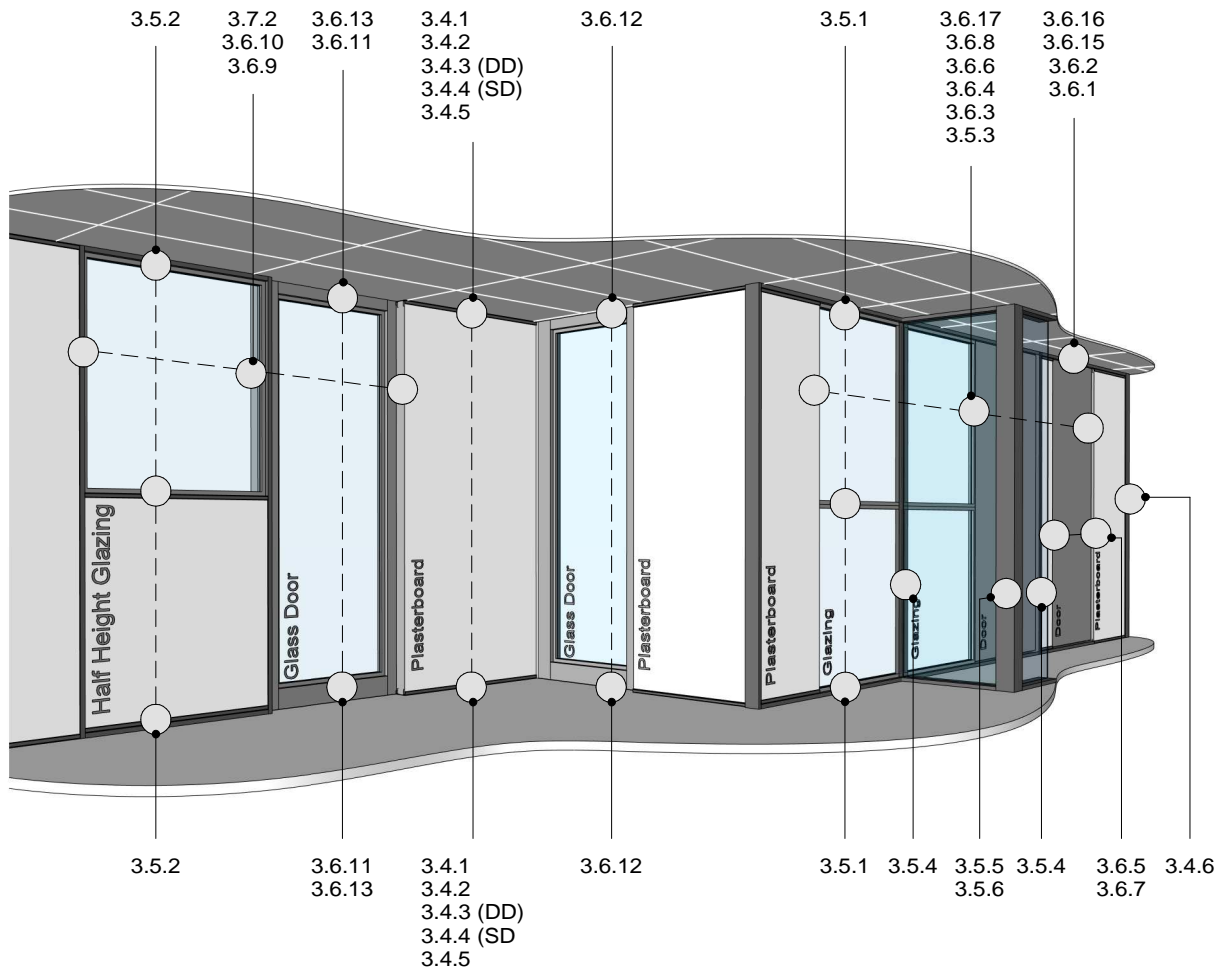 3.5.2
3.7.2
3.6.10
3.6.9
3.6.13
3.6.11
3.4.1
3.4.2
3.4.3 (DD)
3.4.4 (SD)
3.4.5
3.6.12
3.5.1
3.6.17
3.6.8
3.6.6
3.6.4
3.6.3
3.5.3
3.6.16
3.6.15
3.6.2
3.6.1
Half Height Glazing
Glass Door
Plasterboard
Glass Door
Plasterboard
Plasterboard
Glazing
Glazing
Door
Door
Plasterboard
3.5.2
3.6.11
3.6.13
3.4.1
3.4.2
3.4.3 (DD)
3.4.4 (SD
3.4.5
3.6.12
3.5.1
3.5.4
3.5.5
3.5.6
3.5.4
3.6.5
3.6.7
3.4.6